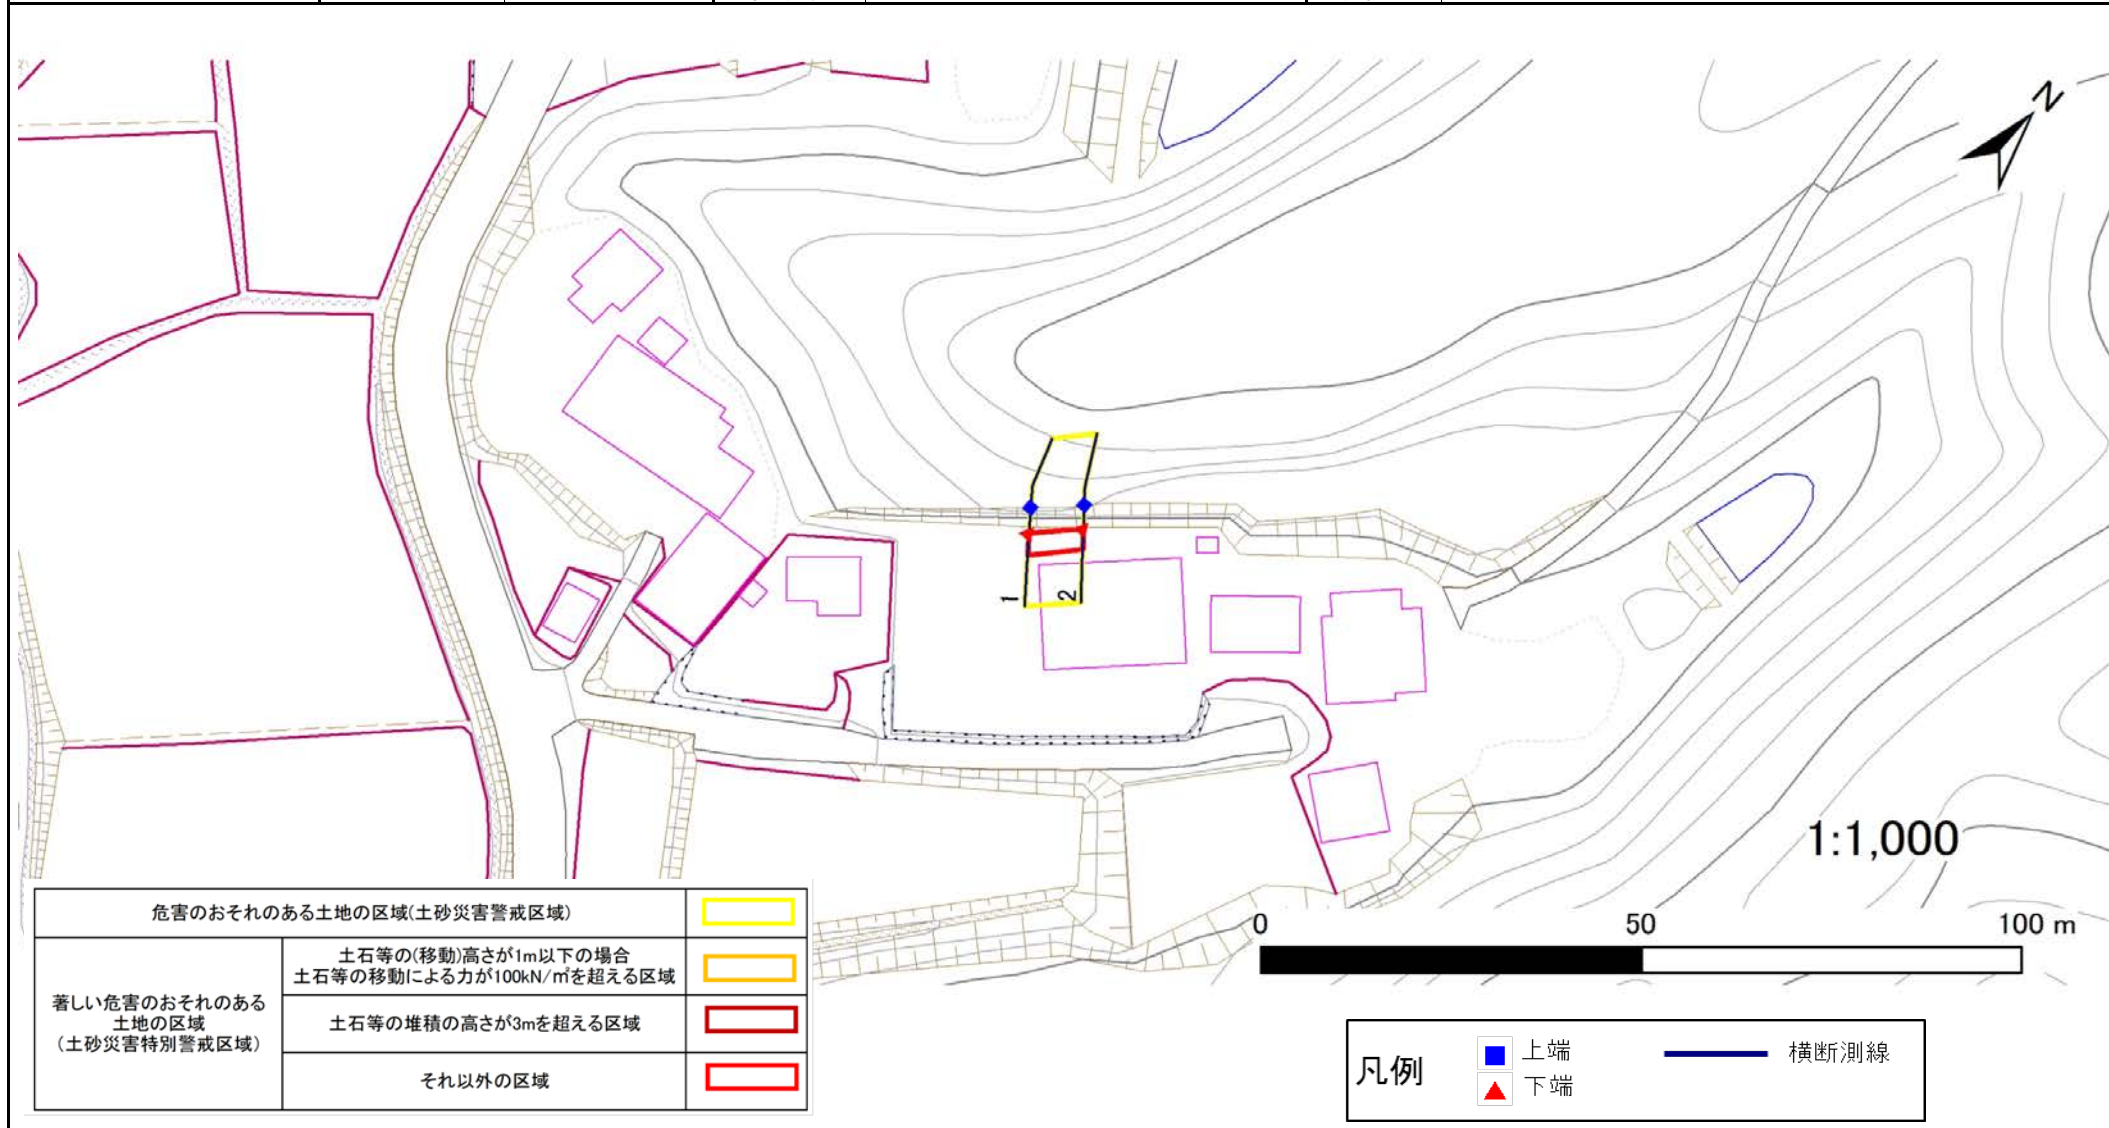 N
1
2
1:1,000
0 50 100 m
危害のおそれのある土地の区域(土砂災害警戒区域)
著しい危害のおそれのある
土地の区域
(土砂災害特別警戒区域)
土石等の(移動)高さが1m以下の場合
土石等の移動による力が100kN/㎡を超える区域
土石等の堆積の高さが3mを超える区域
それ以外の区域
凡例
上端
下端
横断測線